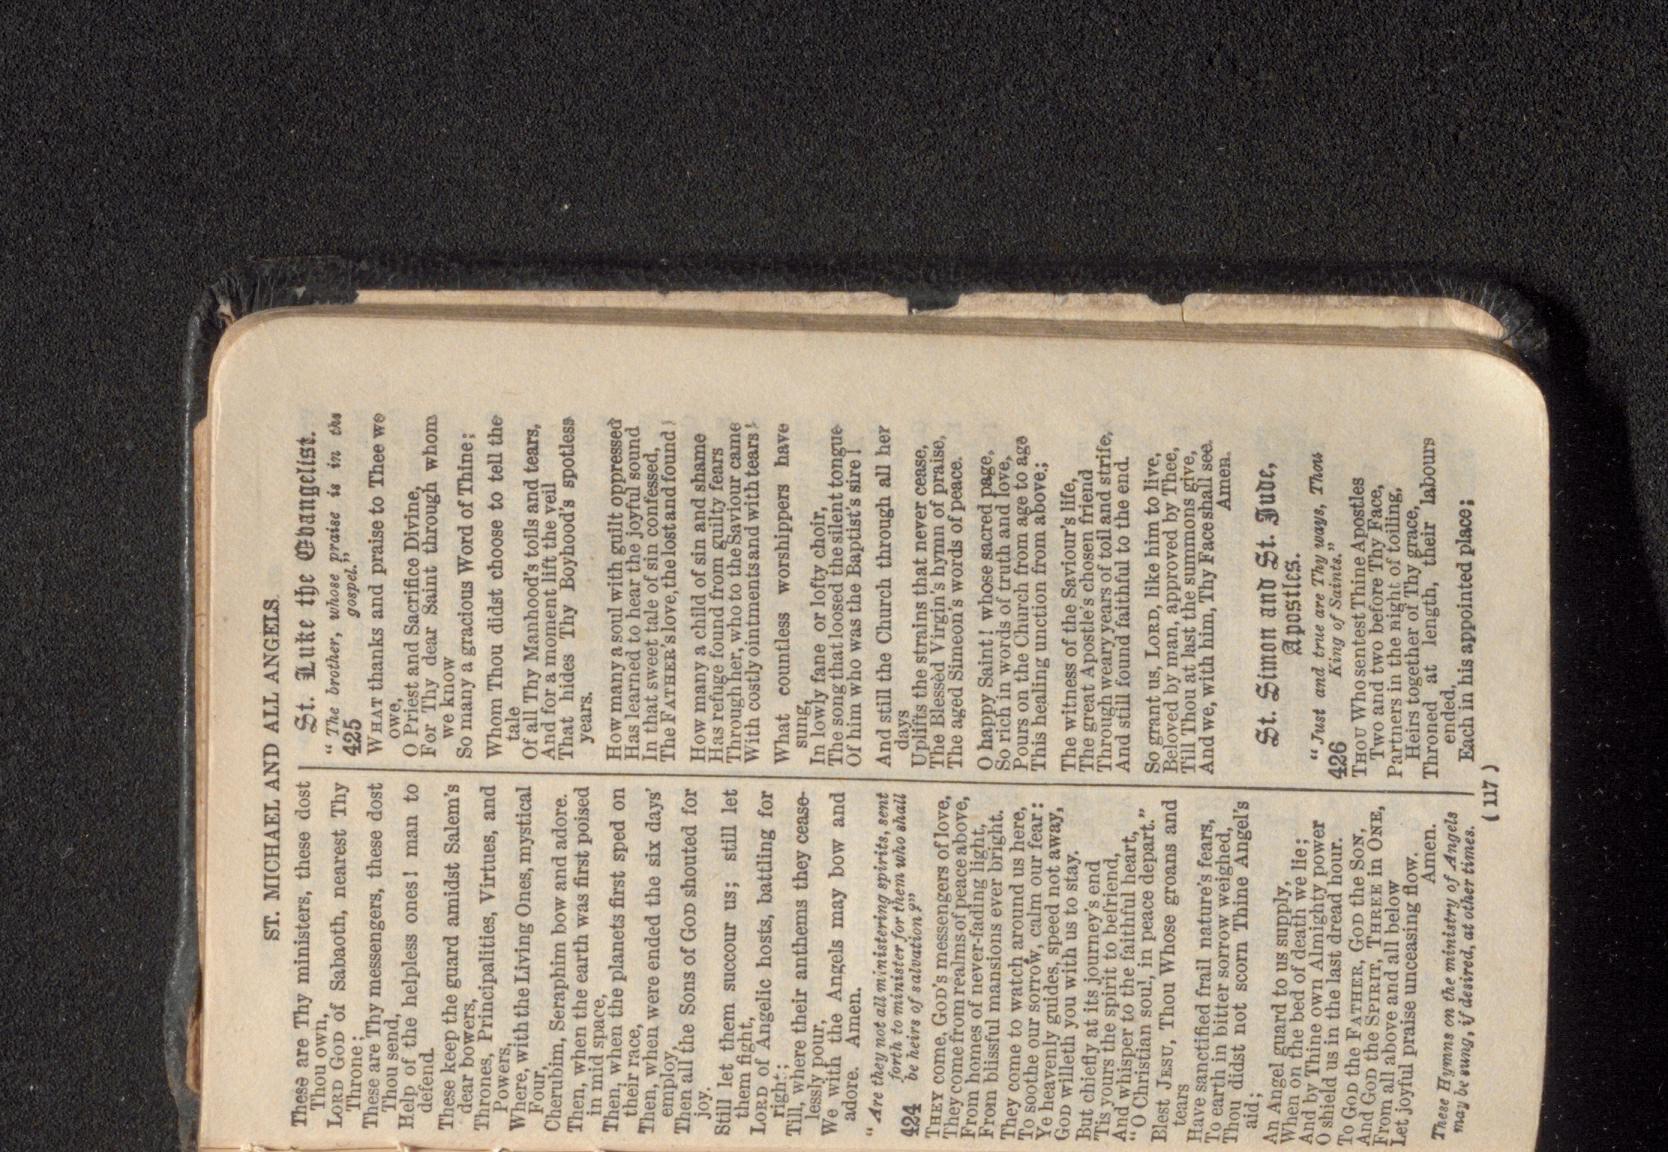 ST. MICHAEL AND ALL ANGELS.
These are Thy ministers, these dost
Thou own,
LORD GOD of Sabaoth, nearest Thy
Throne;
These are Thy messengers, these dost
Thou send,
Help of the helpless ones! man to
defend.
These keep the guard amidst Salem's
dear bowers,
Thrones, Principalities, Virtues, and
Powers,
Where, with the Living Ones, mystical
Four,
Cherubim, Seraphim bow and adore.
Then, when the earth was first poised
in mid space,
Then, when the planets first sped on
their race,
Then, when were ended the six days'
employ,
Then all the Sons of GOD shouted for
joy.
Still let them succour us; still let
them fight,
LORD of Angelic hosts, battling for
right;
Till, where their anthems they cease-
lessly pour,
We with the Angels may bow and
adore. Amen.
"Are they not all ministering spirits, sent
forth to minister for them who shall
424 be heirs of salvation?"
THEY come, GOD's messengers of love,
They come from realms of peace above,
From homes of never-fading light,
From blissful mansions ever bright.
They come to watch around us here,
To soothe our sorrow, calm our fear:
Ye heavenly guides, speed not away,
GOD willeth you with us to stay.
But chiefly at its journey's end
'Tis yours the spirit to befriend,
And whisper to the faithful heart,
"O Christian soul, in peace depart."
Blest JESU, Thou Whose groans and
tears
Have sanctified frail nature's fears,
To earth in bitter sorrow weighed,
Thou didst not scorn Thine Angel's
aid;
An Angel guard to us supply,
When on the bed of death we lie;
And by Thine own Almighty power
O shield us in the last dread hour.
To GOD the FATHER, GOD the SON,
And GOD the SPIRIT, THREE in ONE,
From all above and all below
Let joyful praise unceasing flow.
Amen.
These Hymns on the ministry of Angels
may be sung, if desired, at other times.
St. Luke the Evangelist.
"The brother, whose praise is in the
425 gospel."
WHAT thanks and praise to Thee we
owe,
O Priest and Sacrifice Divine,
For Thy dear Saint through whom
we know
So many a gracious Word of Thine;
Whom Thou didst choose to tell the
tale
Of all Thy Manhood's toils and tears,
And for a moment lift the veil
That hides Thy Boyhood's spotless
years.
How many a soul with guilt oppressed
Has learned to hear the joyful sound
In that sweet tale of sin confessed,
The FATHER's love, the lost and found!
How many a child of sin and shame
Has refuge found from guilty fears
Through her, who to the Saviour came
With costly ointments and with tears!
What countless worshippers have
sung,
In lowly fane or lofty choir,
The song that loosed the silent tongue
Of him who was the Baptist's sire!
And still the Church through all her
days
Uplifts the strains that never cease,
The Blessèd Virgin's hymn of praise,
The aged Simeon's words of peace.
O happy Saint! whose sacred page,
So rich in words of truth and love,
Pours on the Church from age to age
This healing unction from above;
The witness of the Saviour's life,
The great Apostle's chosen friend
Through weary years of toil and strife,
And still found faithful to the end.
So grant us, LORD, like him to live,
Beloved by man, approved by Thee,
Till Thou at last the summons give,
And we, with him, Thy Face shall see.
Amen.
St. Simon and St. Jude,
Apostles.
"Just and true are Thy ways, Thou
426 King of Saints."
THOU Who sentest Thine Apostles
Two and two before Thy Face,
Partners in the night of toiling,
Heirs together of Thy grace,
Throned at length, their labours
ended,
Each in his appointed place;
(117)